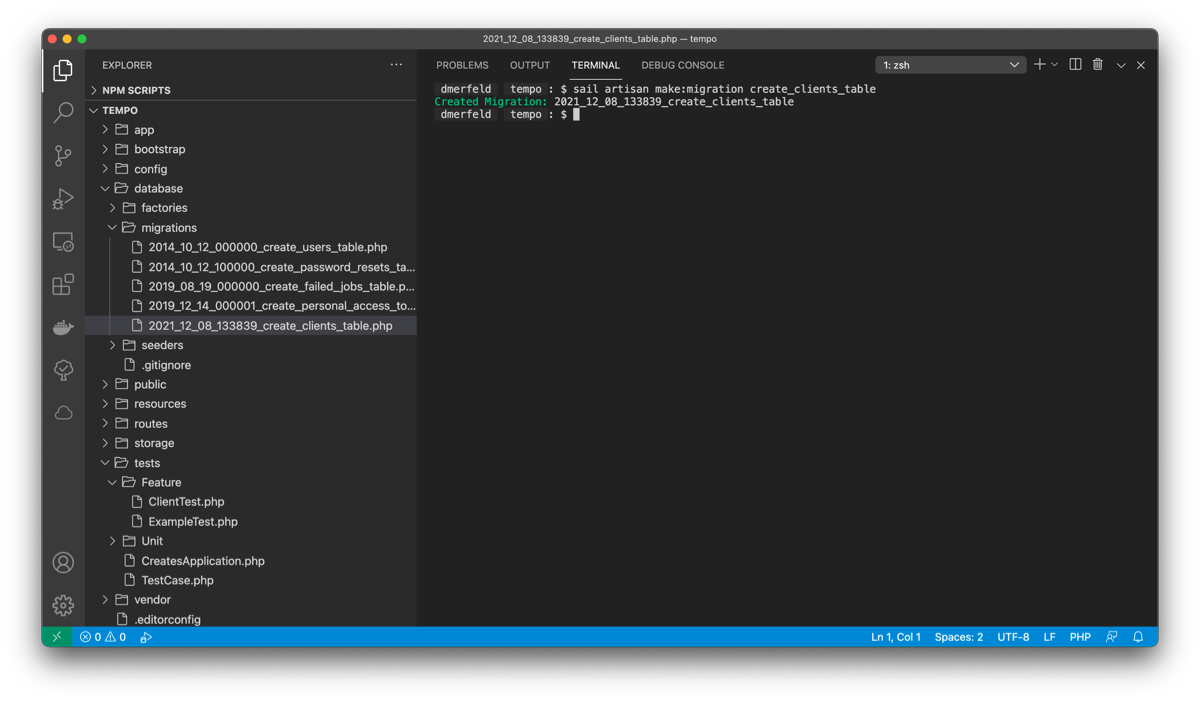 2021_12_08_133839_create_clients_table.php — tempo
EXPLORER
NPM SCRIPTS
TEMPO
app
bootstrap
config
database
factories
migrations
2014_10_12_000000_create_users_table.php
2014_10_12_100000_create_password_resets_ta...
2019_08_19_000000_create_failed_jobs_table.p...
2019_12_14_000001_create_personal_access_to...
2021_12_08_133839_create_clients_table.php
seeders
.gitignore
public
resources
routes
storage
tests
Feature
ClientTest.php
ExampleTest.php
Unit
CreatesApplication.php
TestCase.php
vendor
.editorconfig
PROBLEMS OUTPUT TERMINAL DEBUG CONSOLE 1: zsh
dmerfeld tempo : $ sail artisan make:migration create_clients_table
Created Migration: 2021_12_08_133839_create_clients_table
dmerfeld tempo : $
0 0 Ln 1, Col 1 Spaces: 2 UTF-8 LF PHP